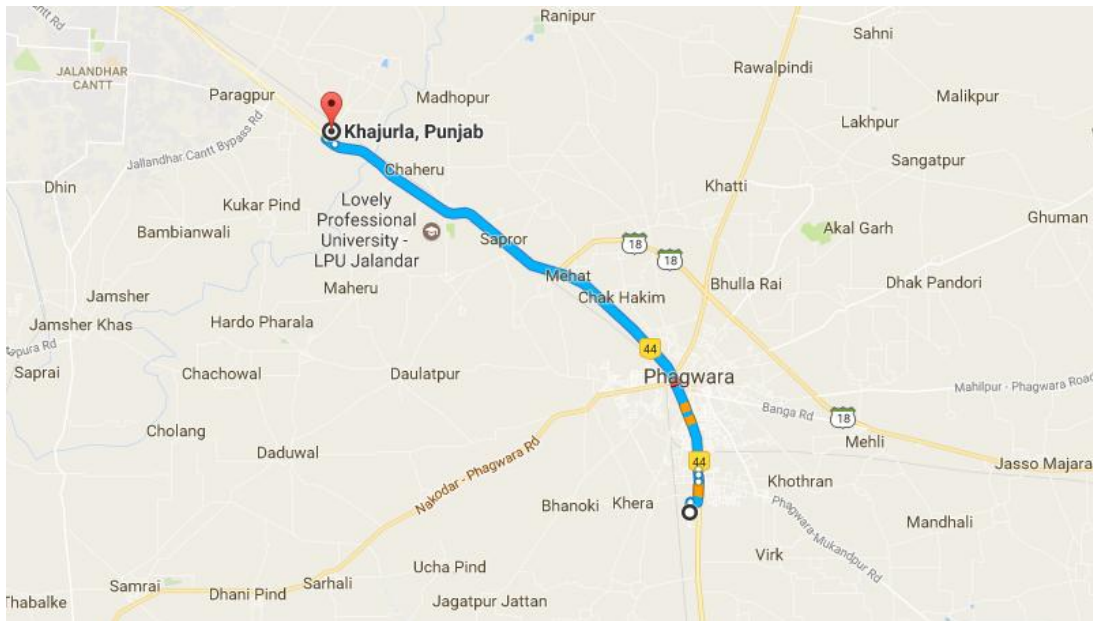 Ranipur
Sahni
Cantt Rd
JALANDHAR
CANTT
Rawalpindi
Paragpur
Madhopur
Malikpur
Khajurla, Punjab
Lakhpur
Jallandhar Cantt Bypass Rd
Chaheru
Sangatpur
Dhin
Khatti
Kukar Pind
Lovely
Professional
University -
LPU Jalandar
Ghuman
Bambianwali
Akal Garh
Sapror
18
18
Mehat
Bhulla Rai
Dhak Pandori
Jamsher
Maheru
Chak Hakim
Jamsher Khas
Hardo Pharala
44
Saprai
Chachowal
Daulatpur
Phagwara
Mahilpur - Phagwara Road
Banga Rd
18
Cholang
Mehli
Daduwal
Nakodar - Phagwara Rd
44
Jasso Majara
Khothran
Bhanoki
Khera
Phagwara-Mukandpur Rd
Mandhali
Virk
Ucha Pind
Samrai
Sarhali
Dhani Pind
Jagatpur Jattan
Thabalke